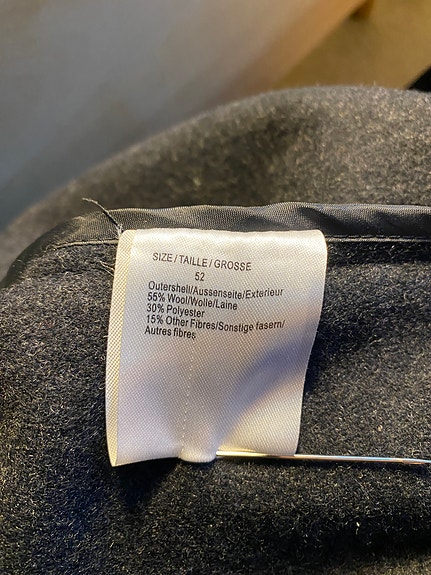 SIZE/TAILLE/GROSSE
52
Outershell/Aussenseite/Exterieur
55% Wool/Wolle/Laine
30% Polyester
15% Other Fibres/Sonstige fasern/
Autres fibres